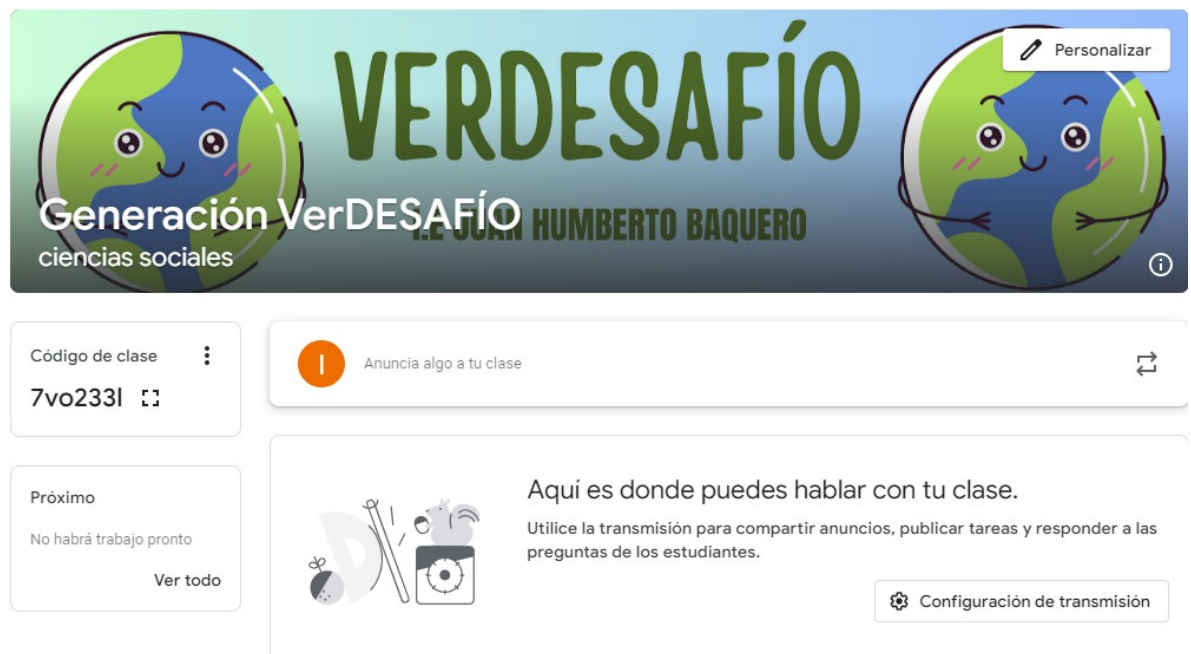 VERDESAFÍO
Personalizar
Generación VerDESAFÍO
I.E JUAN HUMBERTO BAQUERO
ciencias sociales
Código de clase
7vo233l
I
Anuncia algo a tu clase
Próximo
No habrá trabajo pronto
Ver todo
Aquí es donde puedes hablar con tu clase.
Utilice la transmisión para compartir anuncios, publicar tareas y responder a las
preguntas de los estudiantes.
Configuración de transmisión